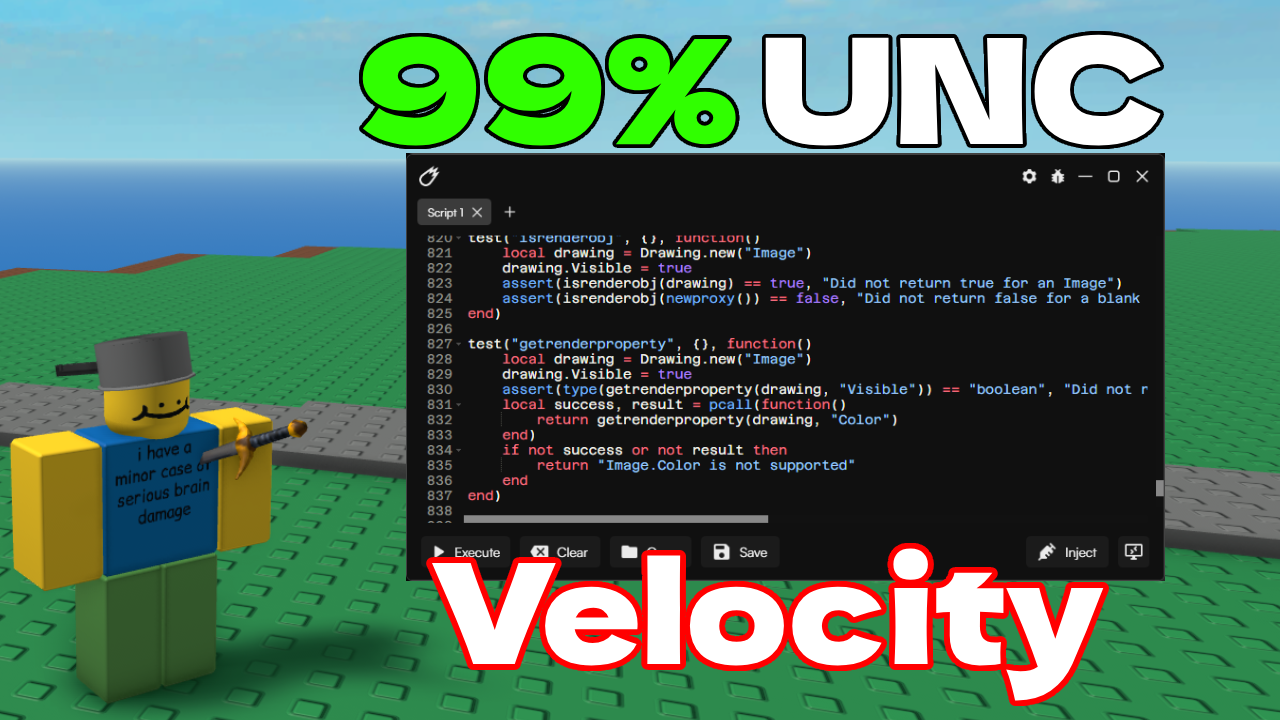 99% UNC
Script 1
820 test("isrenderobj", {}, function()
821 local drawing = Drawing.new("Image")
822 drawing.Visible = true
823 assert(isrenderobj(drawing) == true, "Did not return true for an Image")
824 assert(isrenderobj(newproxy()) == false, "Did not return false for a blank
825 end)
826
827 test("getrenderproperty", {}, function()
828 local drawing = Drawing.new("Image")
829 drawing.Visible = true
830 assert(type(getrenderproperty(drawing, "Visible")) == "boolean", "Did not r
831 local success, result = pcall(function()
832 return getrenderproperty(drawing, "Color")
833 end)
834 if not success or not result then
835 return "Image.Color is not supported"
836 end
837 end)
838
i have a
minor case of
serious brain
damage
Execute Clear Save Inject
Velocity